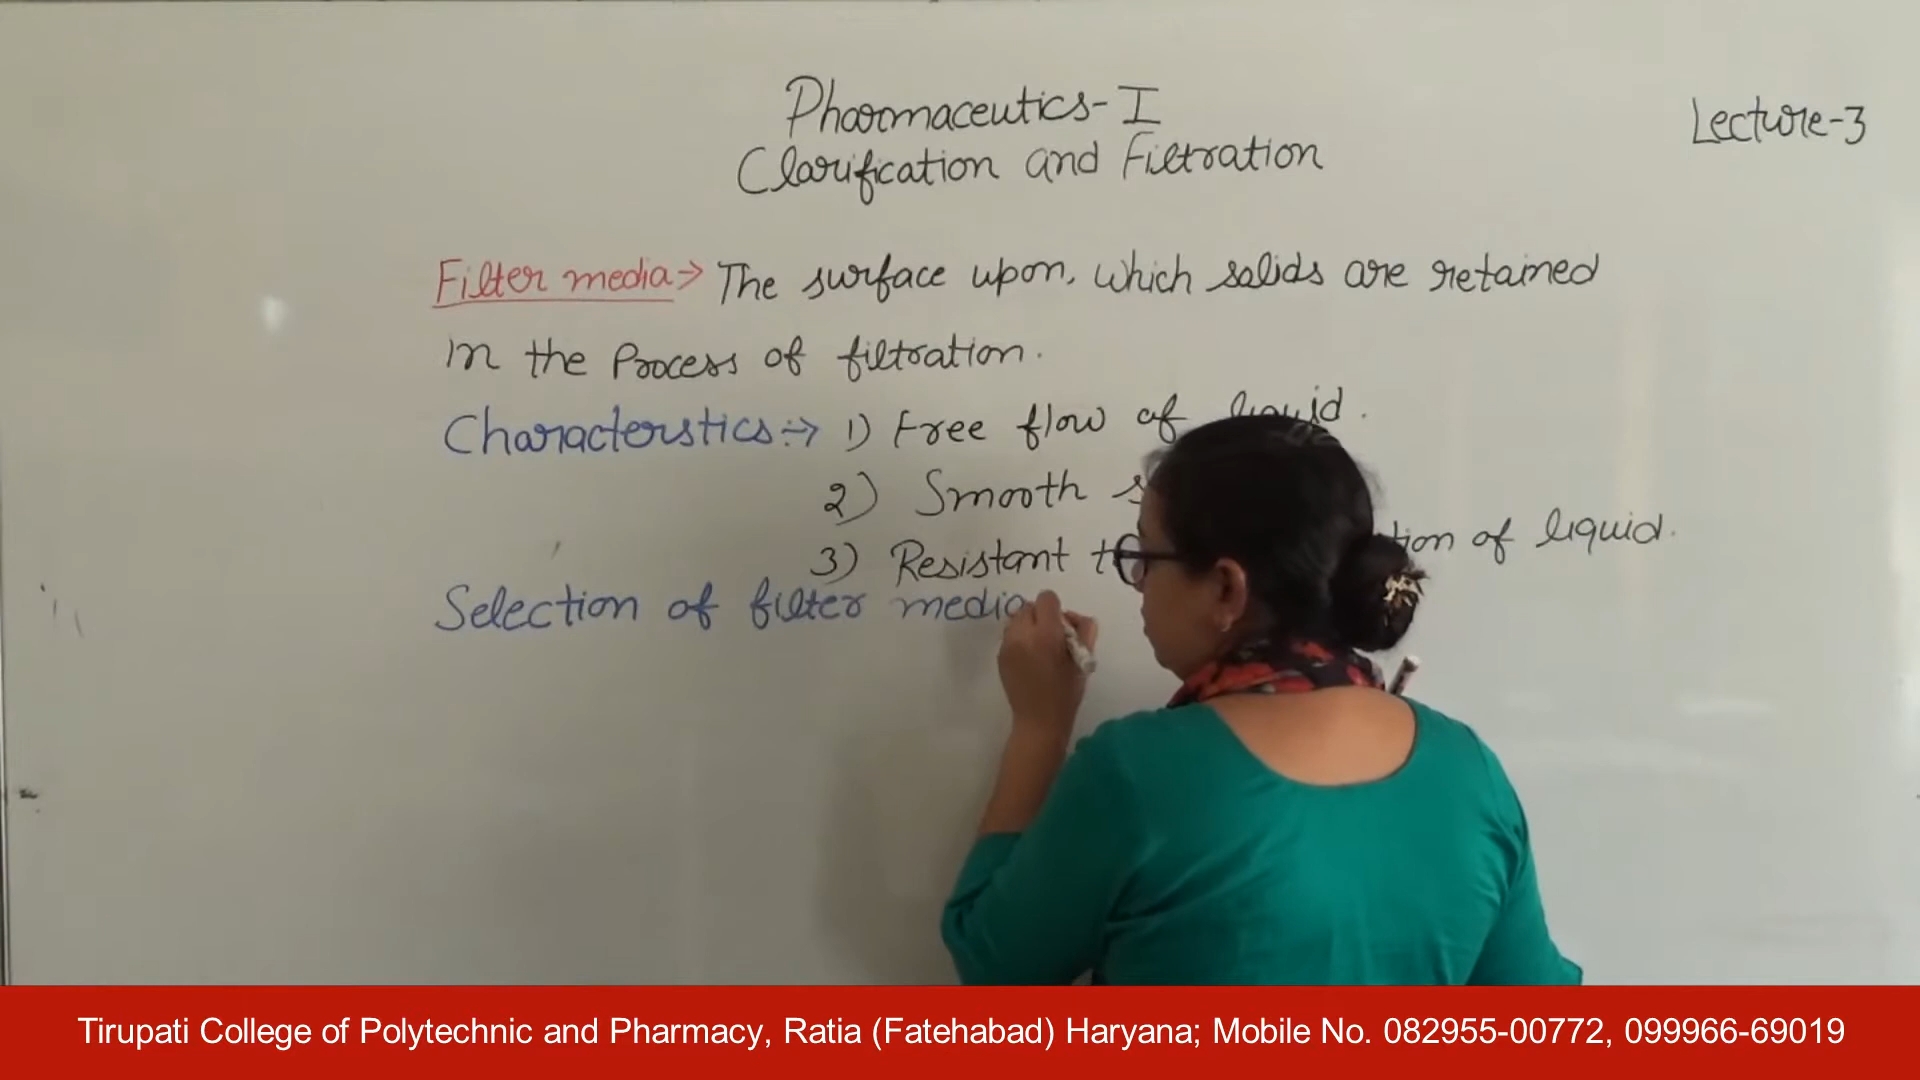 Pharmaceutics-I
Clarification and Filtration
Lecture-3
Filter media→ The surface upon, which solids are retained
in the Process of filtration.
Characterstics:→ 1) Free flow of liquid.
2) Smooth
3) Resistant of liquid.
Selection of filter media
Tirupati College of Polytechnic and Pharmacy, Ratia (Fatehabad) Haryana; Mobile No. 082955-00772, 099966-69019